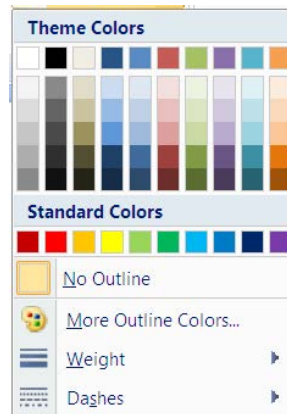 Theme Colors
Standard Colors
No Outline
More Outline Colors...
Weight
Dashes